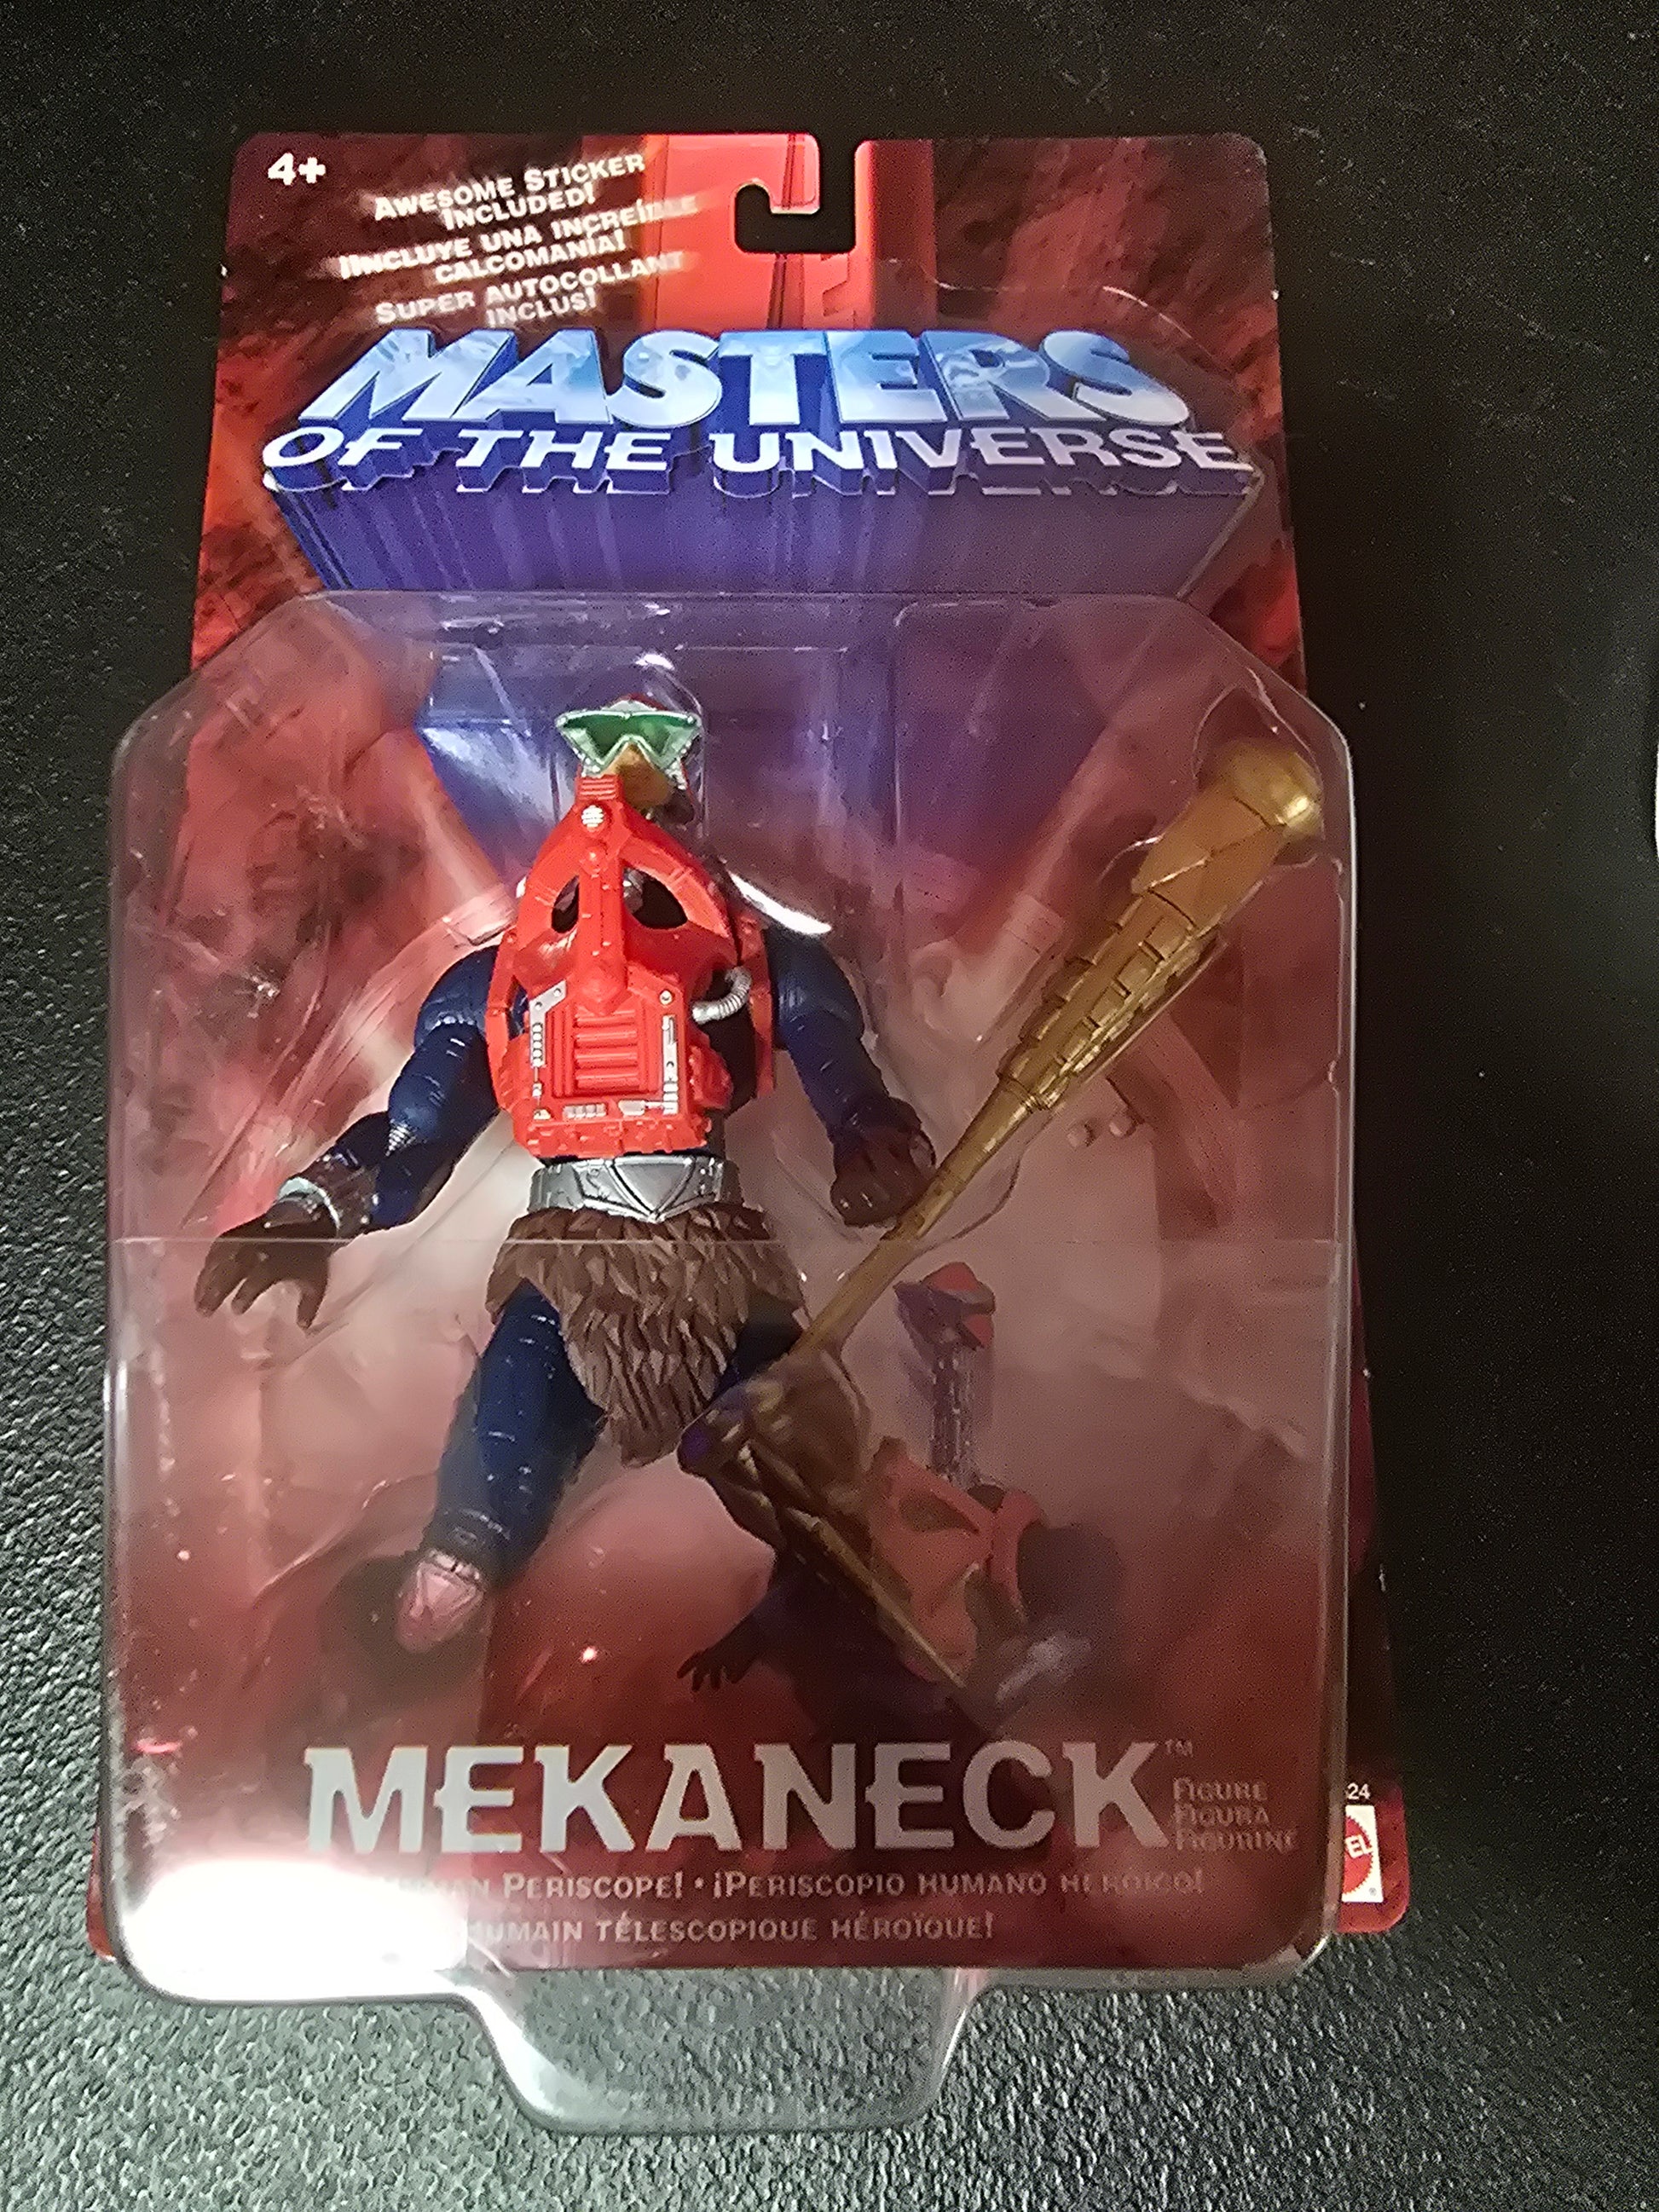 4+
AWESOME STICKER
INCLUDED!
¡INCLUYE UNA INCREÍBLE
CALCOMANÍA!
SUPER AUTOCOLLANT
INCLUS!
MASTERS
OF THE UNIVERSE
MEKANECK™
FIGURE
FIGURA
FIGURINE
PERISCOPE! • ¡PERISCOPIO HUMANO HEROICO!
TÉLESCOPIQUE HÉROÏQUE!